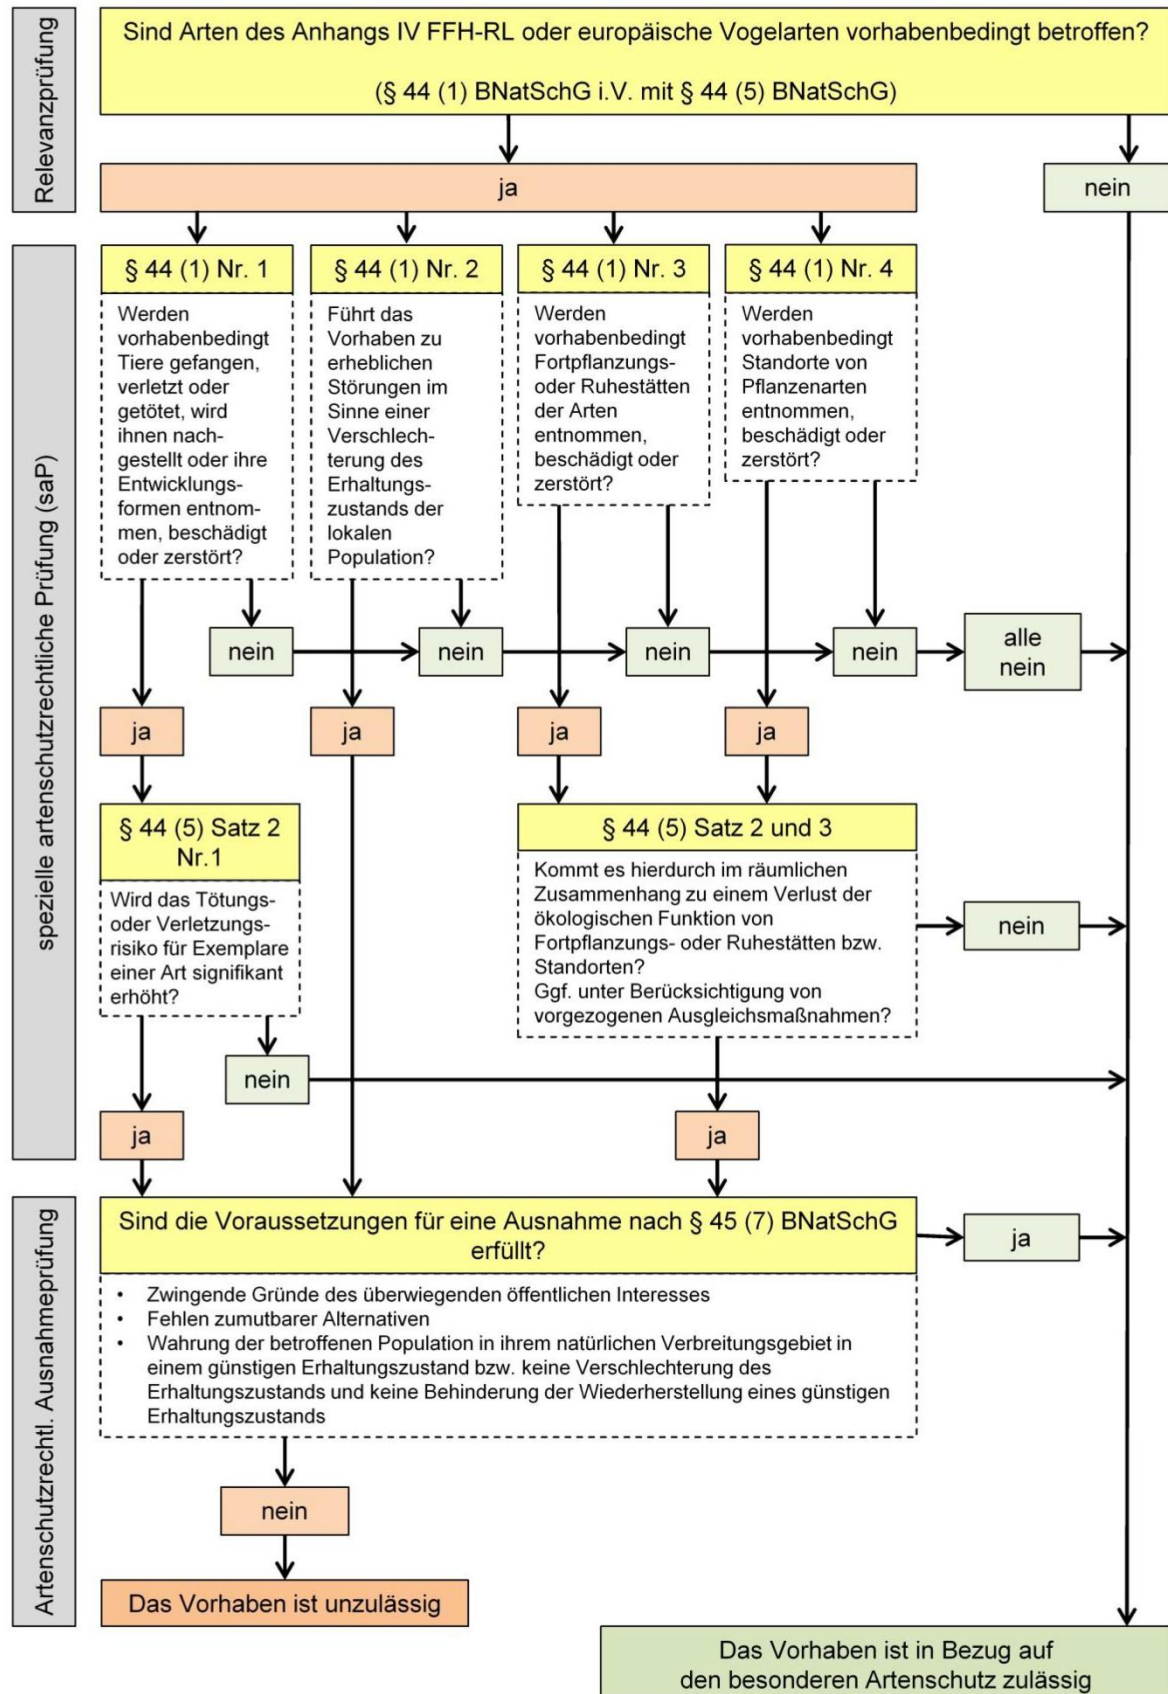 Relevanzprüfung
Sind Arten des Anhangs IV FFH-RL oder europäische Vogelarten vorhabenbedingt betroffen?
(§ 44 (1) BNatSchG i.V. mit § 44 (5) BNatSchG)
ja
nein
spezielle artenschutzrechtliche Prüfung (saP)
§ 44 (1) Nr. 1
Werden
vorhabenbedingt
Tiere gefangen,
verletzt oder
getötet, wird
ihnen nach-
gestellt oder ihre
Entwicklungs-
formen entnom-
men, beschädigt
oder zerstört?
§ 44 (1) Nr. 2
Führt das
Vorhaben zu
erheblichen
Störungen im
Sinne einer
Verschlech-
terung des
Erhaltungs-
zustands der
lokalen
Population?
§ 44 (1) Nr. 3
Werden
vorhabenbedingt
Fortpflanzungs-
oder Ruhestätten
der Arten
entnommen,
beschädigt oder
zerstört?
§ 44 (1) Nr. 4
Werden
vorhabenbedingt
Standorte von
Pflanzenarten
entnommen,
beschädigt oder
zerstört?
nein
nein
nein
nein
alle
nein
ja
ja
ja
ja
§ 44 (5) Satz 2
Nr.1
Wird das Tötungs-
oder Verletzungs-
risiko für Exemplare
einer Art signifikant
erhöht?
§ 44 (5) Satz 2 und 3
Kommt es hierdurch im räumlichen
Zusammenhang zu einem Verlust der
ökologischen Funktion von
Fortpflanzungs- oder Ruhestätten bzw.
Standorten?
Ggf. unter Berücksichtigung von
vorgezogenen Ausgleichsmaßnahmen?
nein
nein
ja
ja
Artenschutzrechtl. Ausnahmeprüfung
Sind die Voraussetzungen für eine Ausnahme nach § 45 (7) BNatSchG
erfüllt?
• Zwingende Gründe des überwiegenden öffentlichen Interesses
• Fehlen zumutbarer Alternativen
• Wahrung der betroffenen Population in ihrem natürlichen Verbreitungsgebiet in
einem günstigen Erhaltungszustand bzw. keine Verschlechterung des
Erhaltungszustands und keine Behinderung der Wiederherstellung eines günstigen
Erhaltungszustands
ja
nein
Das Vorhaben ist unzulässig
Das Vorhaben ist in Bezug auf
den besonderen Artenschutz zulässig